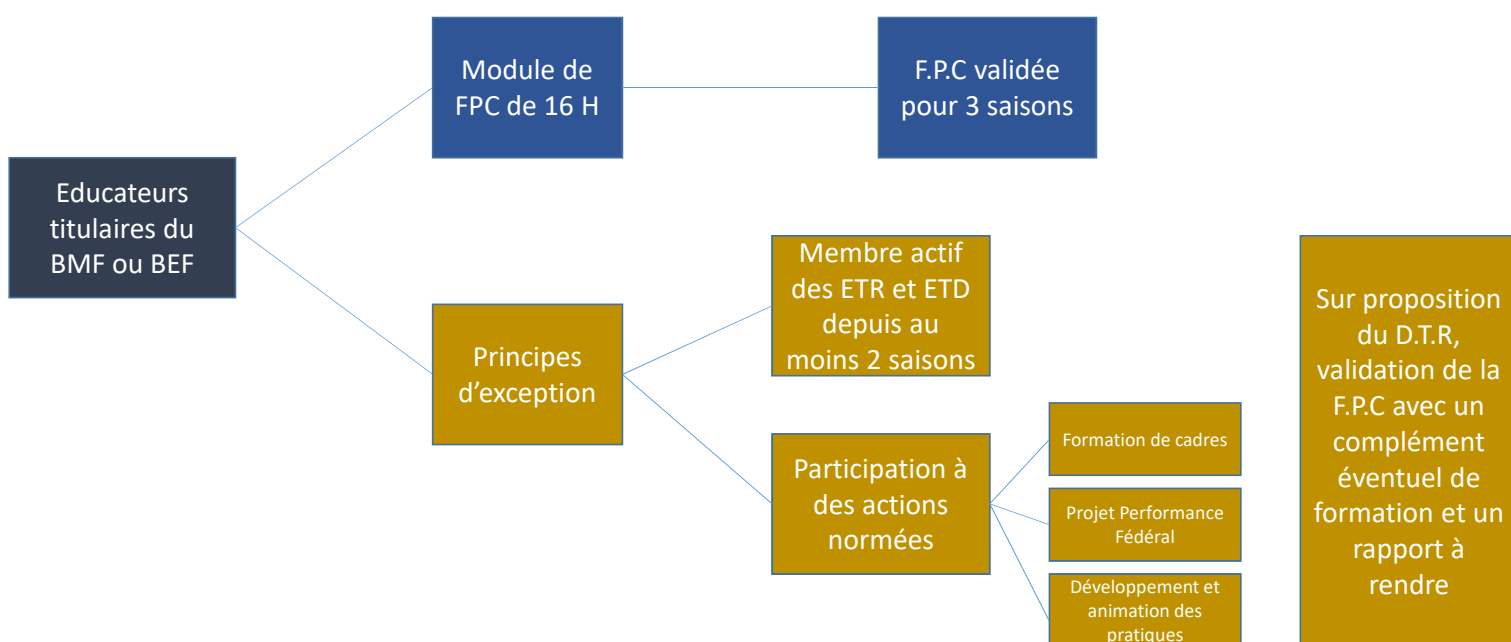 Module de
FPC de 16 H
F.P.C validée
pour 3 saisons
Educateurs
titulaires du
BMF ou BEF
Principes
d'exception
Membre actif
des ETR et ETD
depuis au
moins 2 saisons
Participation à
des actions
normées
Formation de cadres
Projet Performance
Fédéral
Développement et
animation des
pratiques
Sur proposition
du D.T.R,
validation de la
F.P.C avec un
complément
éventuel de
formation et un
rapport à
rendre